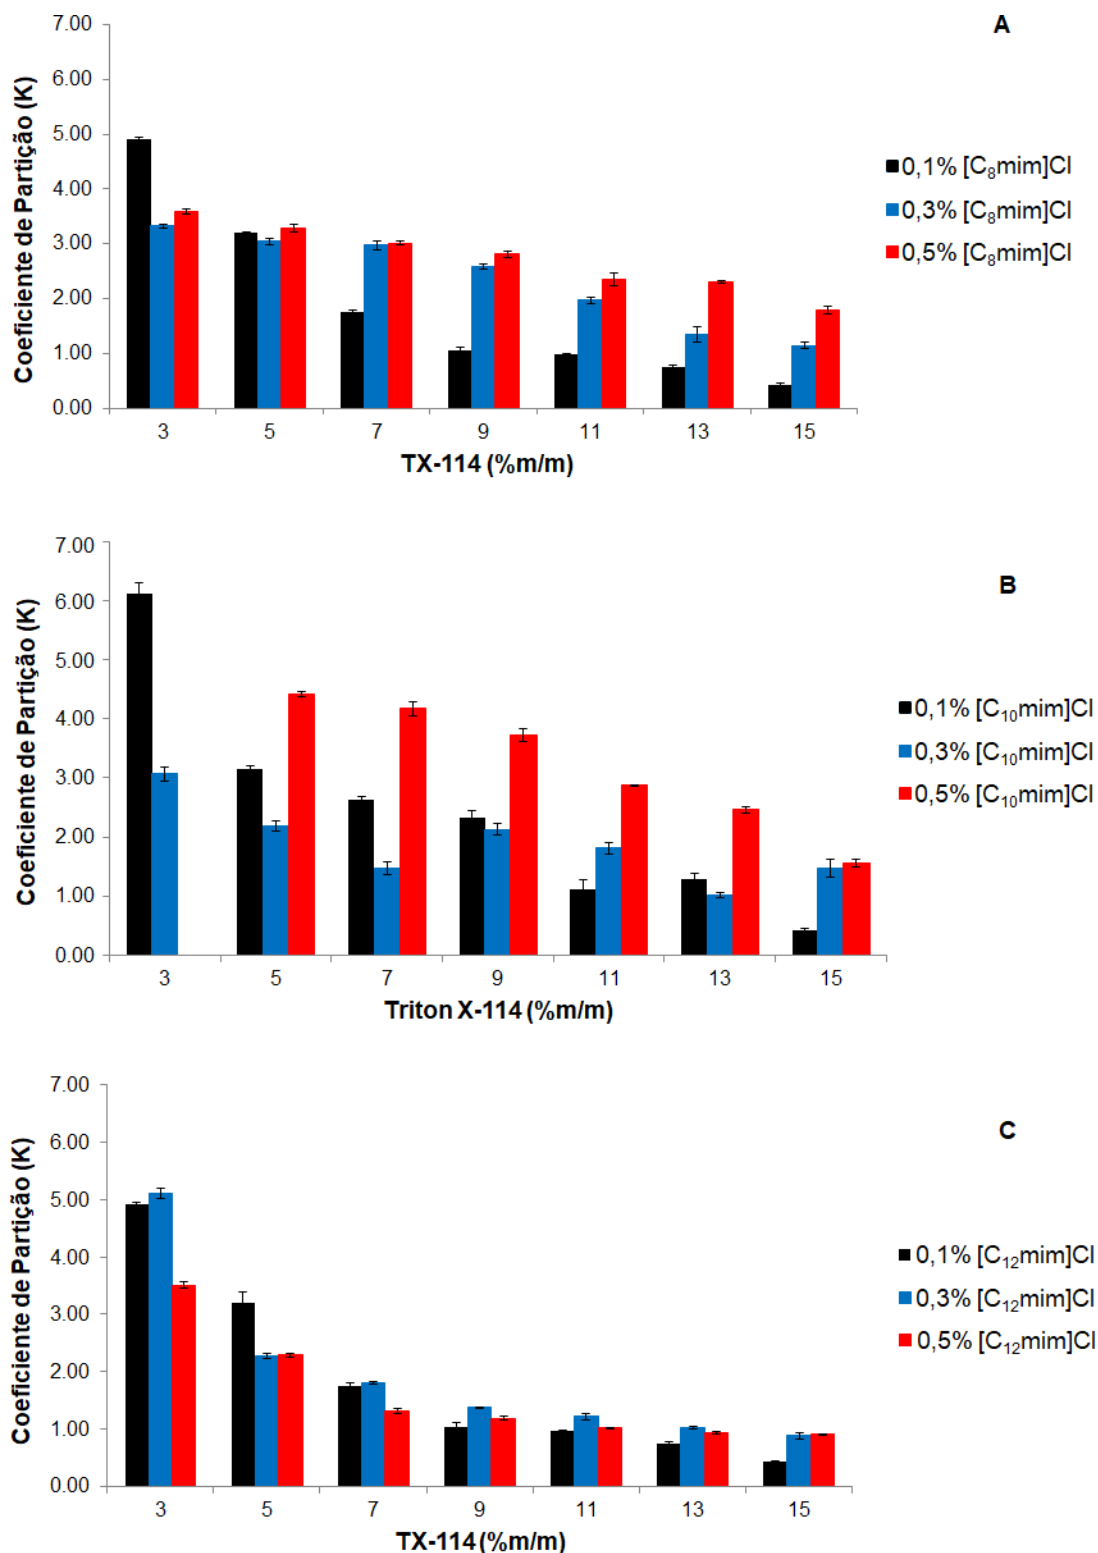 A
Coeficiente de Partição (K)
7.00
6.00
5.00
4.00
3.00
2.00
1.00
0.00
3 5 7 9 11 13 15
TX-114 (%m/m)
0,1% [C₈mim]Cl
0,3% [C₈mim]Cl
0,5% [C₈mim]Cl
B
Coeficiente de Partição (K)
7.00
6.00
5.00
4.00
3.00
2.00
1.00
0.00
3 5 7 9 11 13 15
Triton X-114 (%m/m)
0,1% [C₁₀mim]Cl
0,3% [C₁₀mim]Cl
0,5% [C₁₀mim]Cl
C
Coeficiente de Partição (K)
7.00
6.00
5.00
4.00
3.00
2.00
1.00
0.00
3 5 7 9 11 13 15
TX-114 (%m/m)
0,1% [C₁₂mim]Cl
0,3% [C₁₂mim]Cl
0,5% [C₁₂mim]Cl